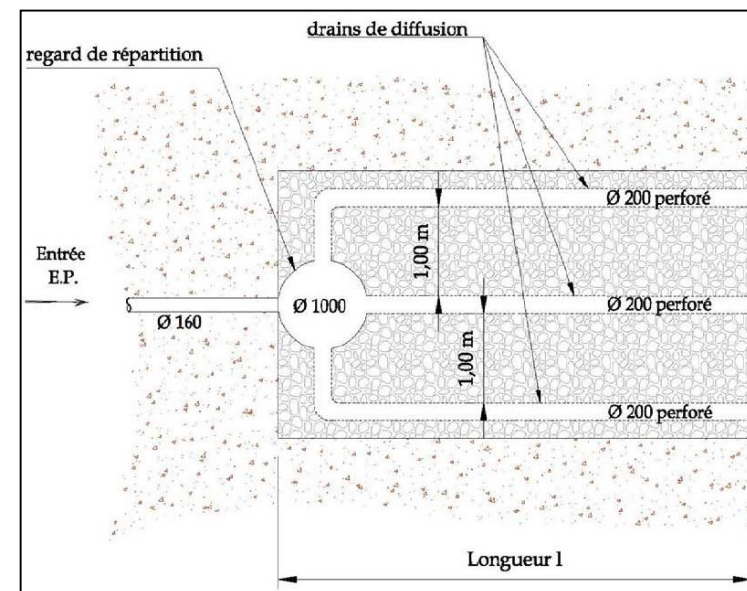 drains de diffusion
regard de répartition
Ø 200 perforé
1,00 m
Entrée
E.P.
Ø 1000
Ø 200 perforé
Ø 160
1,00 m
Ø 200 perforé
Longueur l